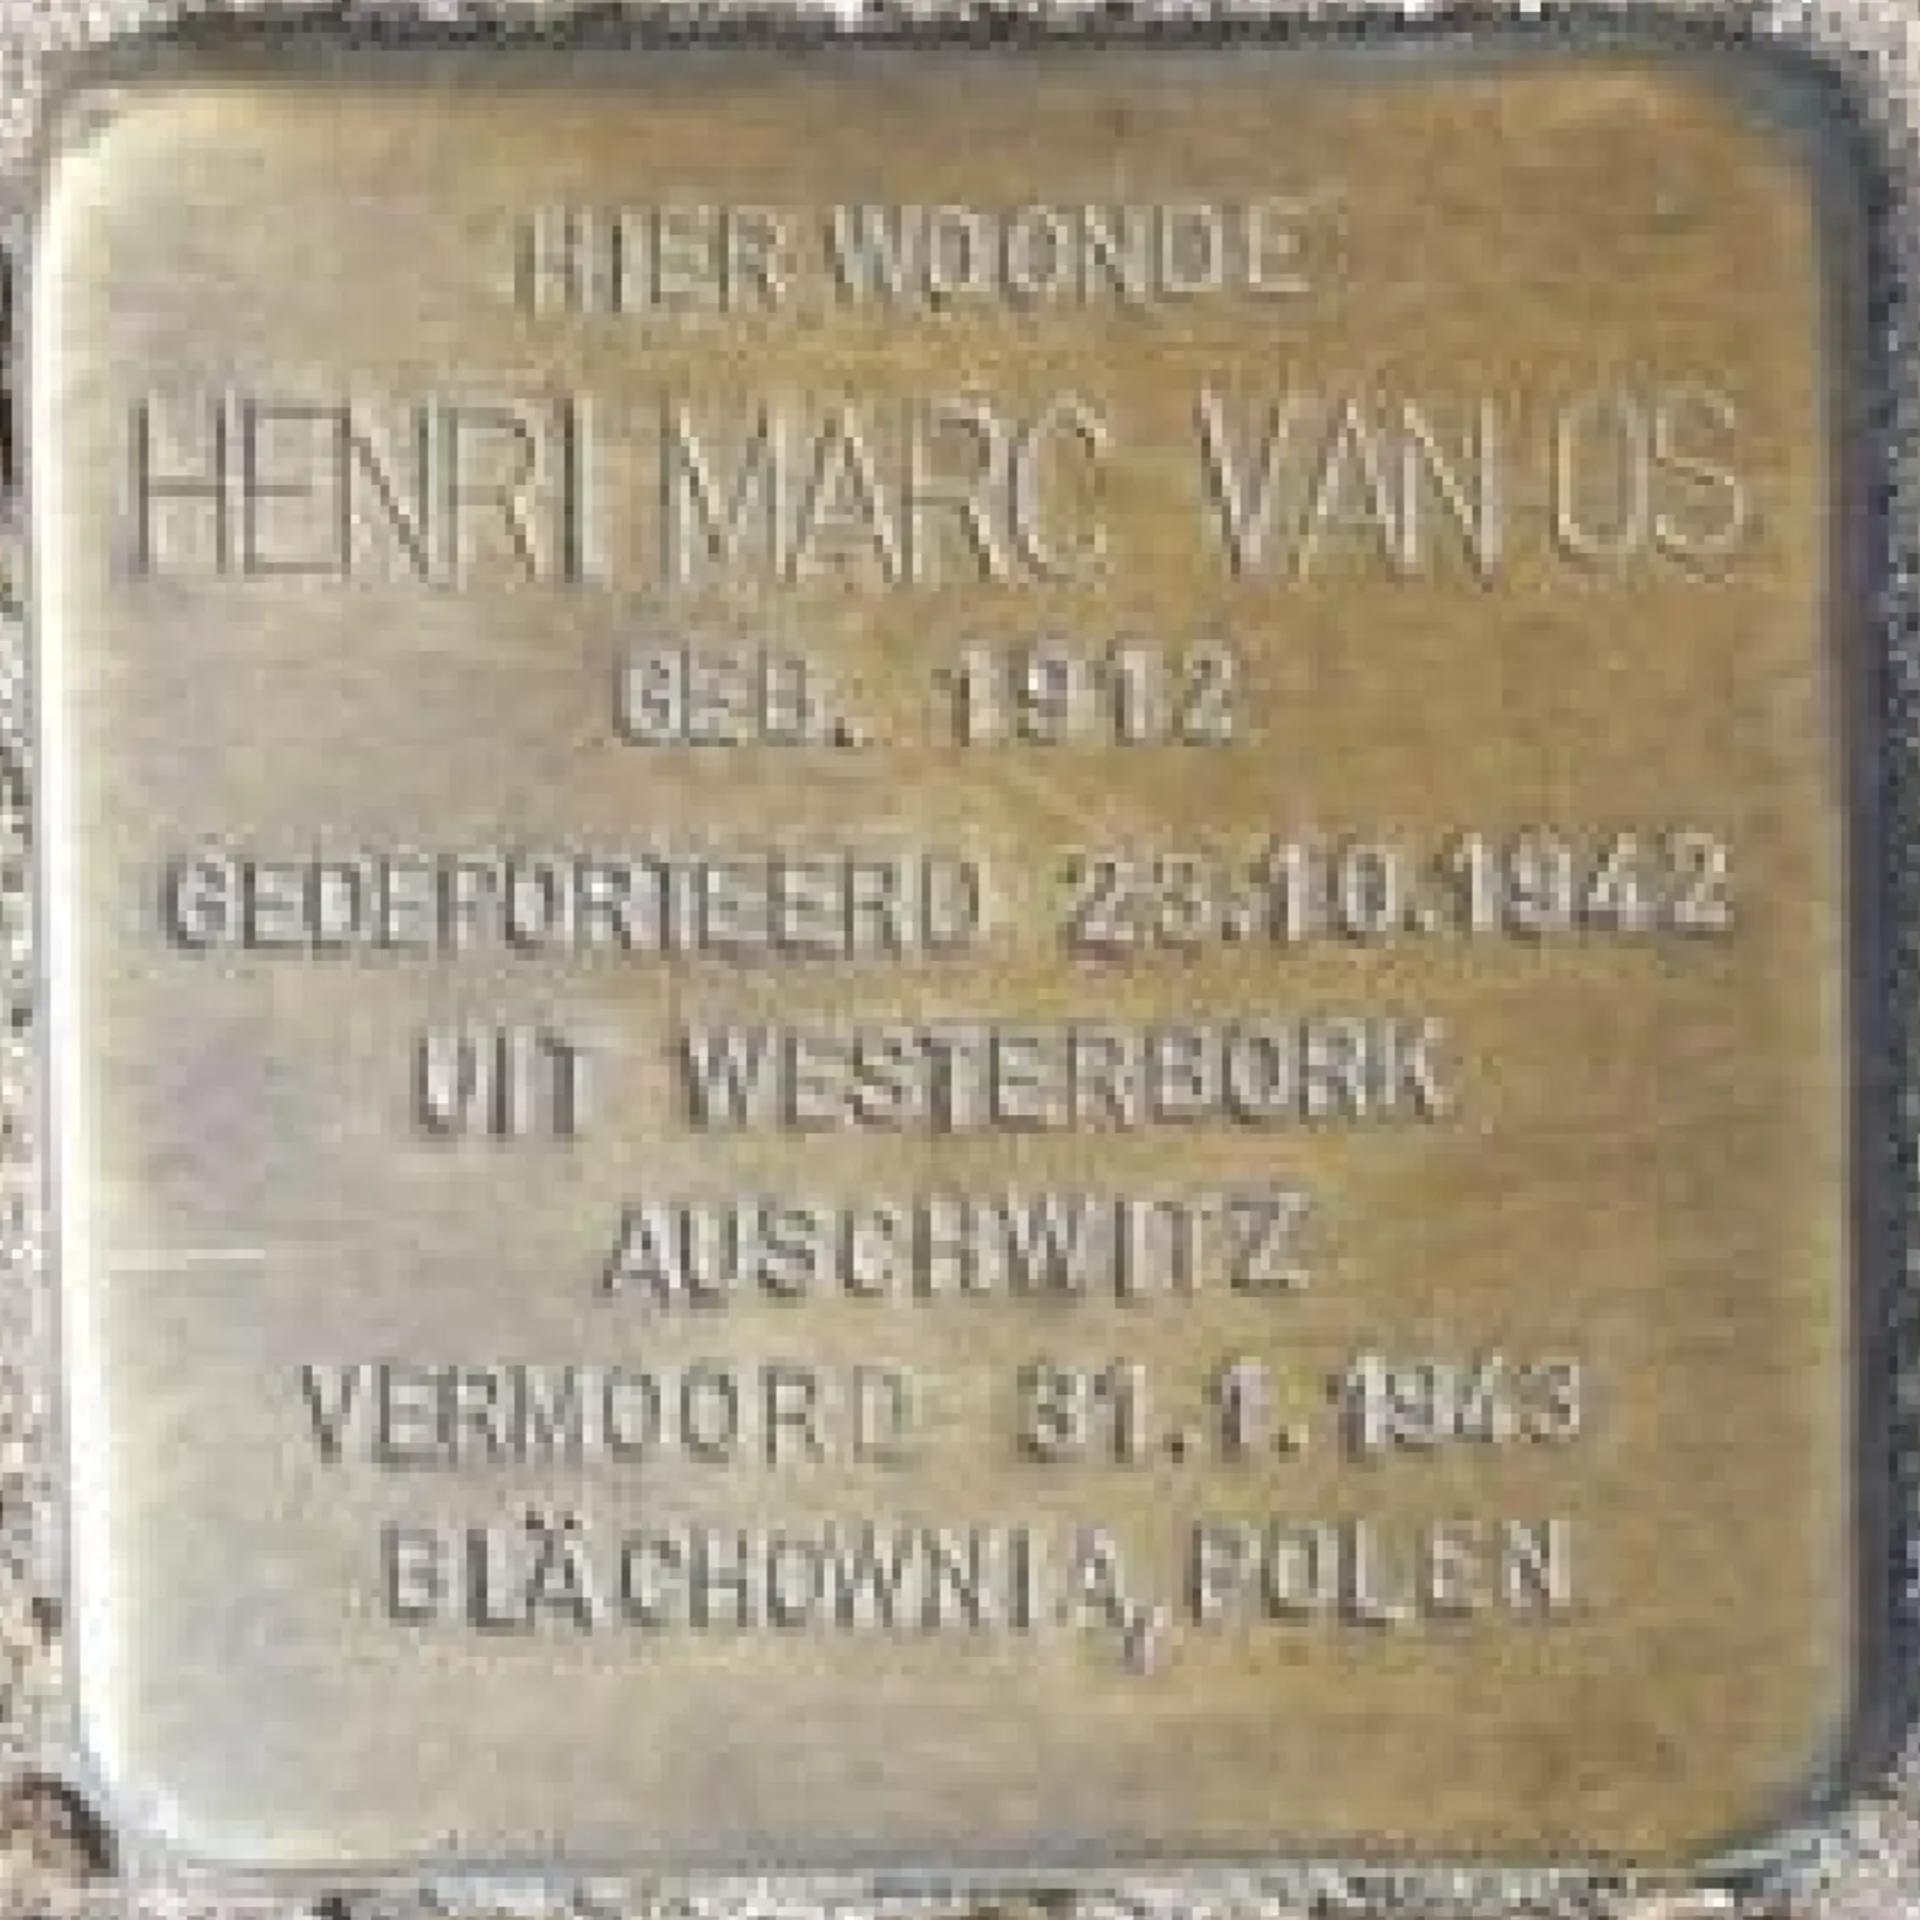 HIER WOONDE
HENRI MARC VAN OS
GEB. 1912
GEDEPORTEERD 23.10.1942
UIT WESTERBORK
AUSCHWITZ
VERMOORD 31.1.1943
BLÄCHOWNIA, POLEN